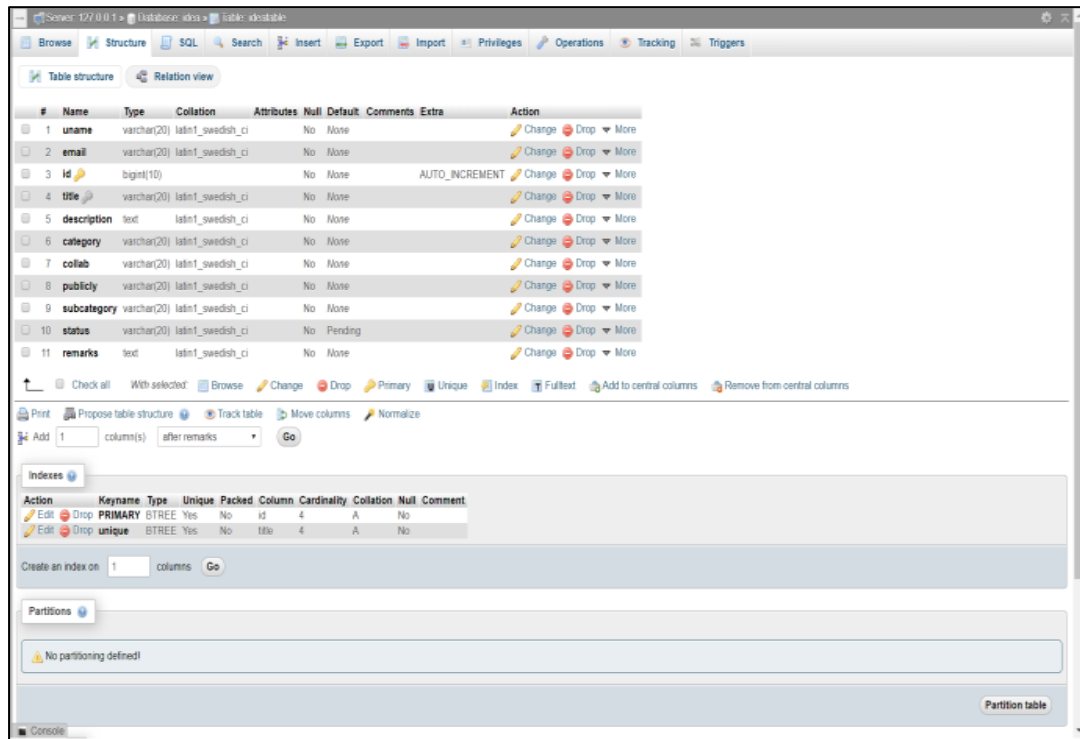 Server: 127.0.0.1 » Database: idea » Table: ideatable
Browse Structure SQL Search Insert Export Import Privileges Operations Tracking Triggers
Table structure Relation view
# Name Type Collation Attributes Null Default Comments Extra Action
1 uname varchar(20) latin1_swedish_ci No None Change Drop More
2 email varchar(20) latin1_swedish_ci No None Change Drop More
3 id bigint(10) No None AUTO_INCREMENT Change Drop More
4 title varchar(20) latin1_swedish_ci No None Change Drop More
5 description text latin1_swedish_ci No None Change Drop More
6 category varchar(20) latin1_swedish_ci No None Change Drop More
7 collab varchar(20) latin1_swedish_ci No None Change Drop More
8 publicly varchar(20) latin1_swedish_ci No None Change Drop More
9 subcategory varchar(20) latin1_swedish_ci No None Change Drop More
10 status varchar(20) latin1_swedish_ci No Pending Change Drop More
11 remarks text latin1_swedish_ci No None Change Drop More
Check all With selected: Browse Change Drop Primary Unique Index Fulltext Add to central columns Remove from central columns
Print Propose table structure Track table Move columns Normalize
Add 1 column(s) after remarks Go
Indexes
Action Keyname Type Unique Packed Column Cardinality Collation Null Comment
Edit Drop PRIMARY BTREE Yes No id 4 A No
Edit Drop unique BTREE Yes No title 4 A No
Create an index on 1 columns Go
Partitions
No partitioning defined!
Partition table
Console